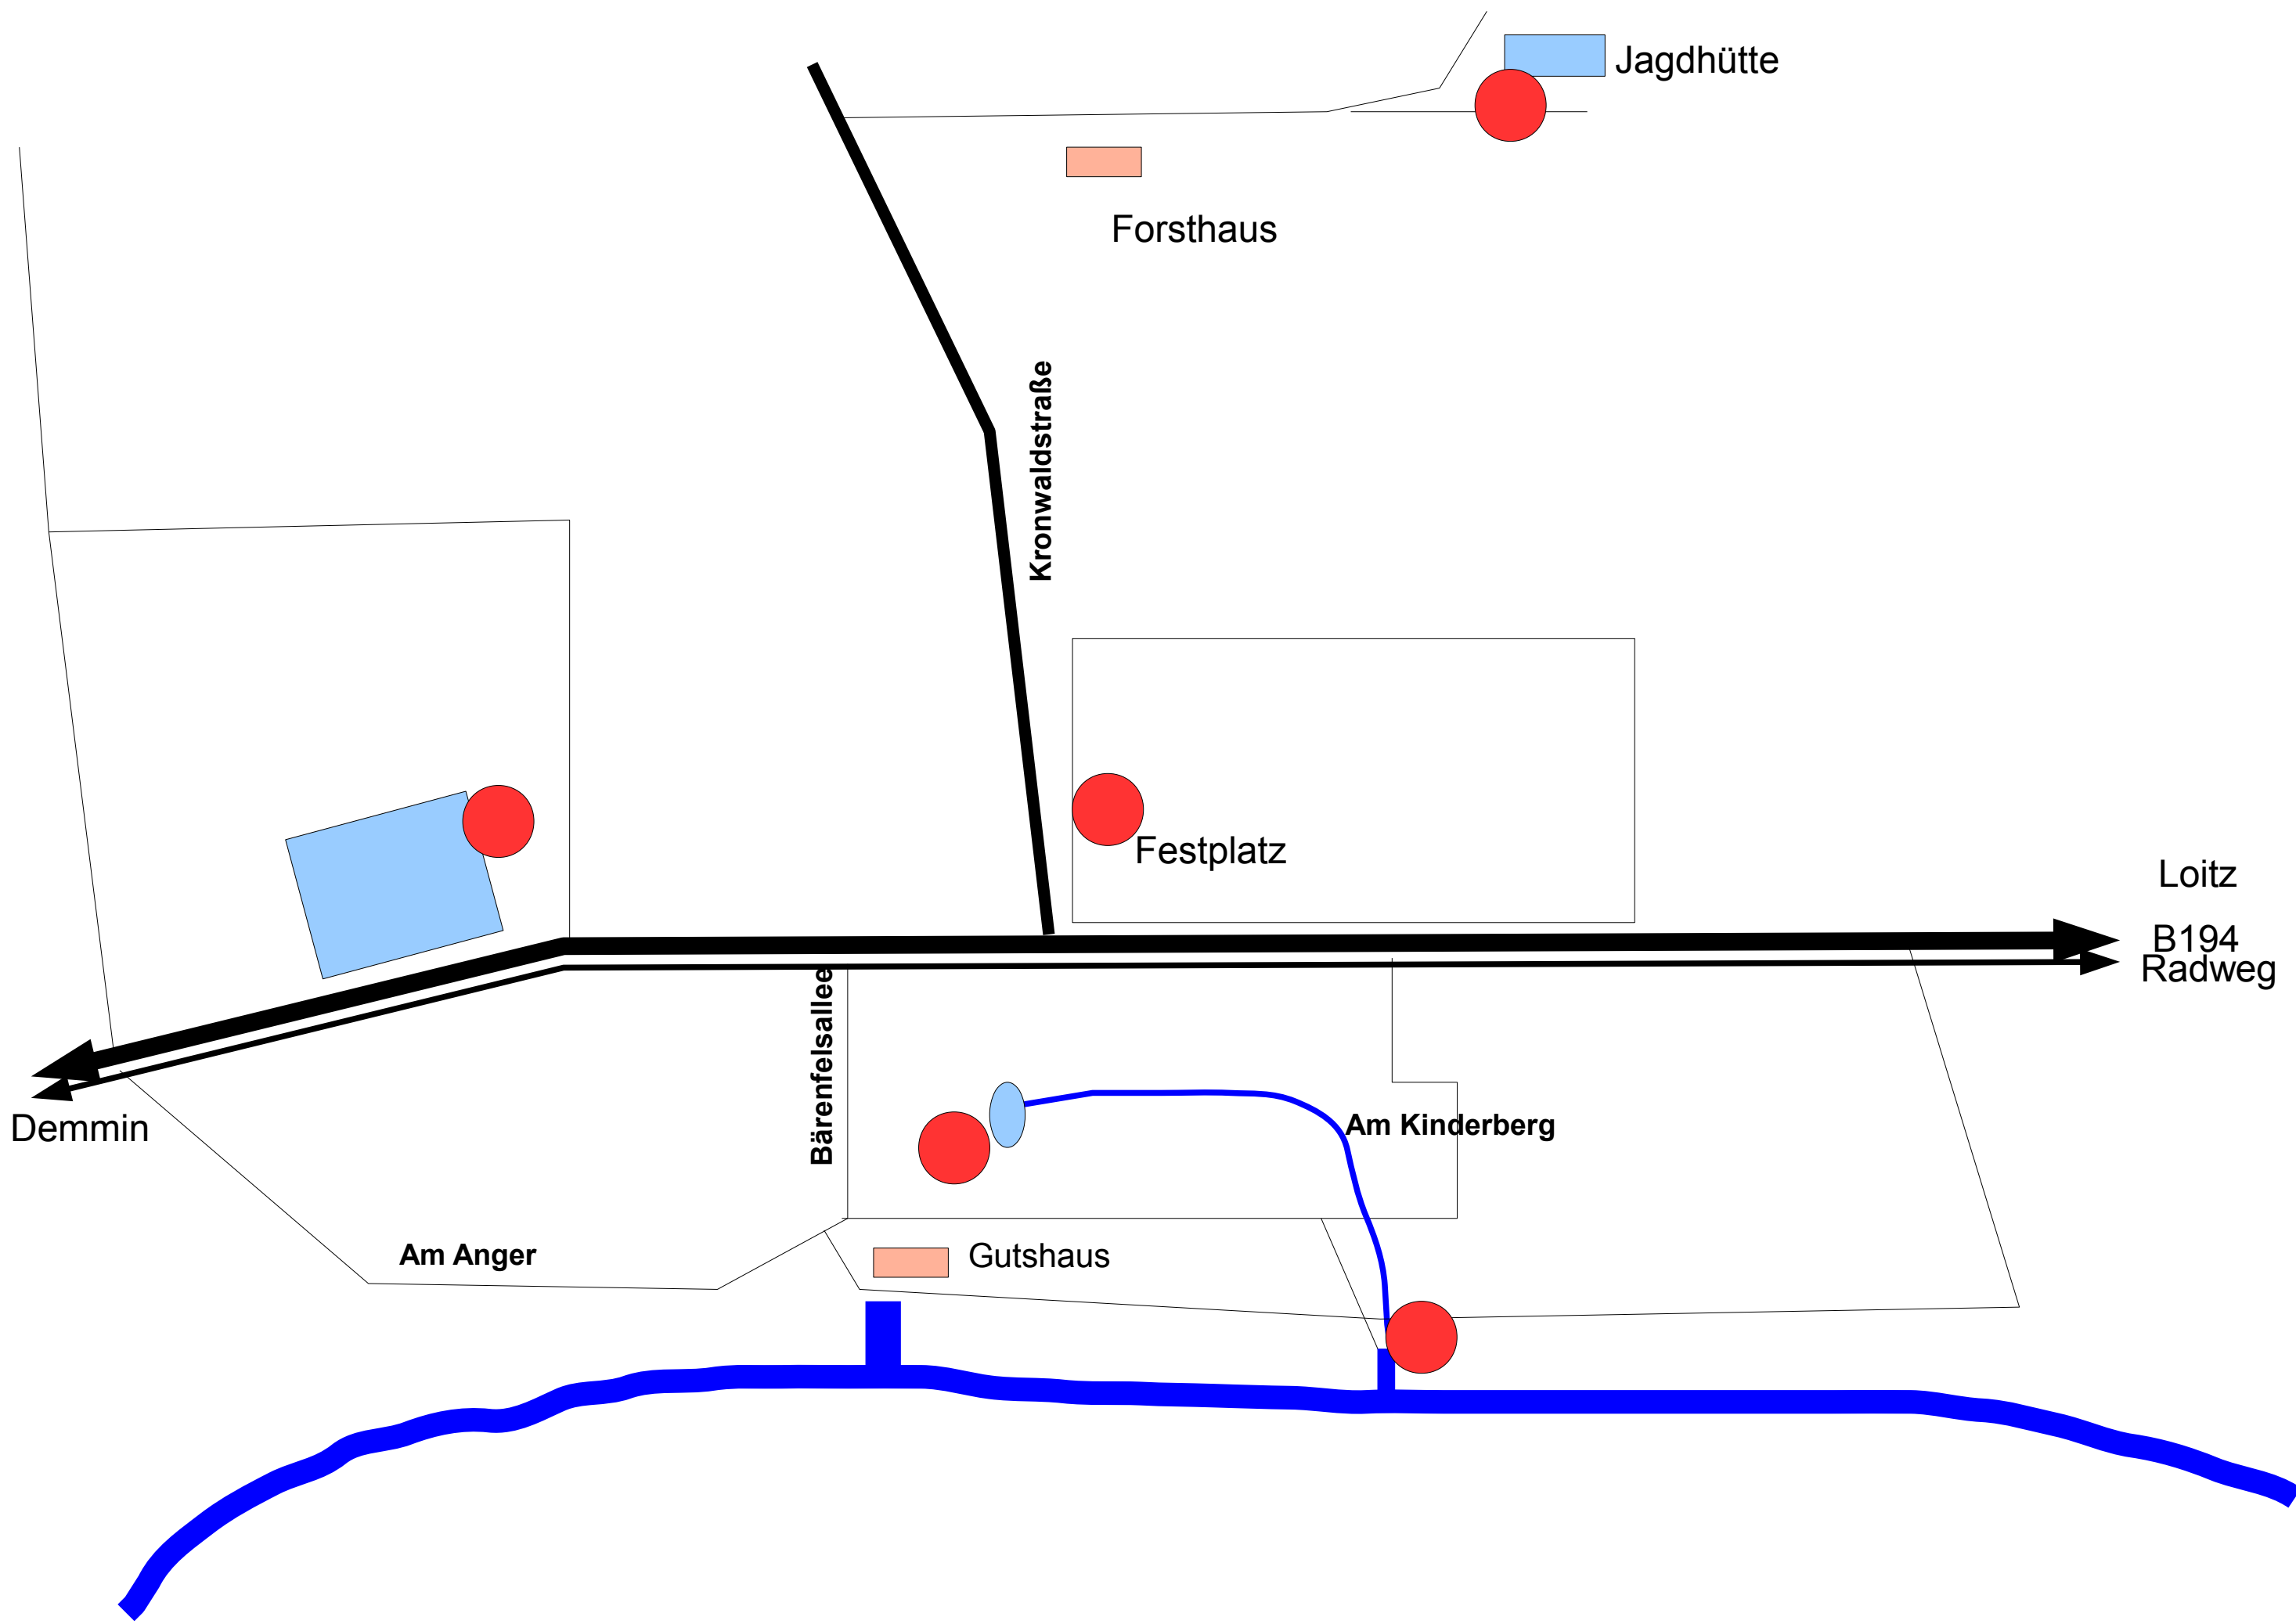 Jagdhütte
Forsthaus
Kronwaldstraße
Festplatz
Loitz
B194
Radweg
Bärenfelsallee
Demmin
Am Kinderberg
Am Anger
Gutshaus